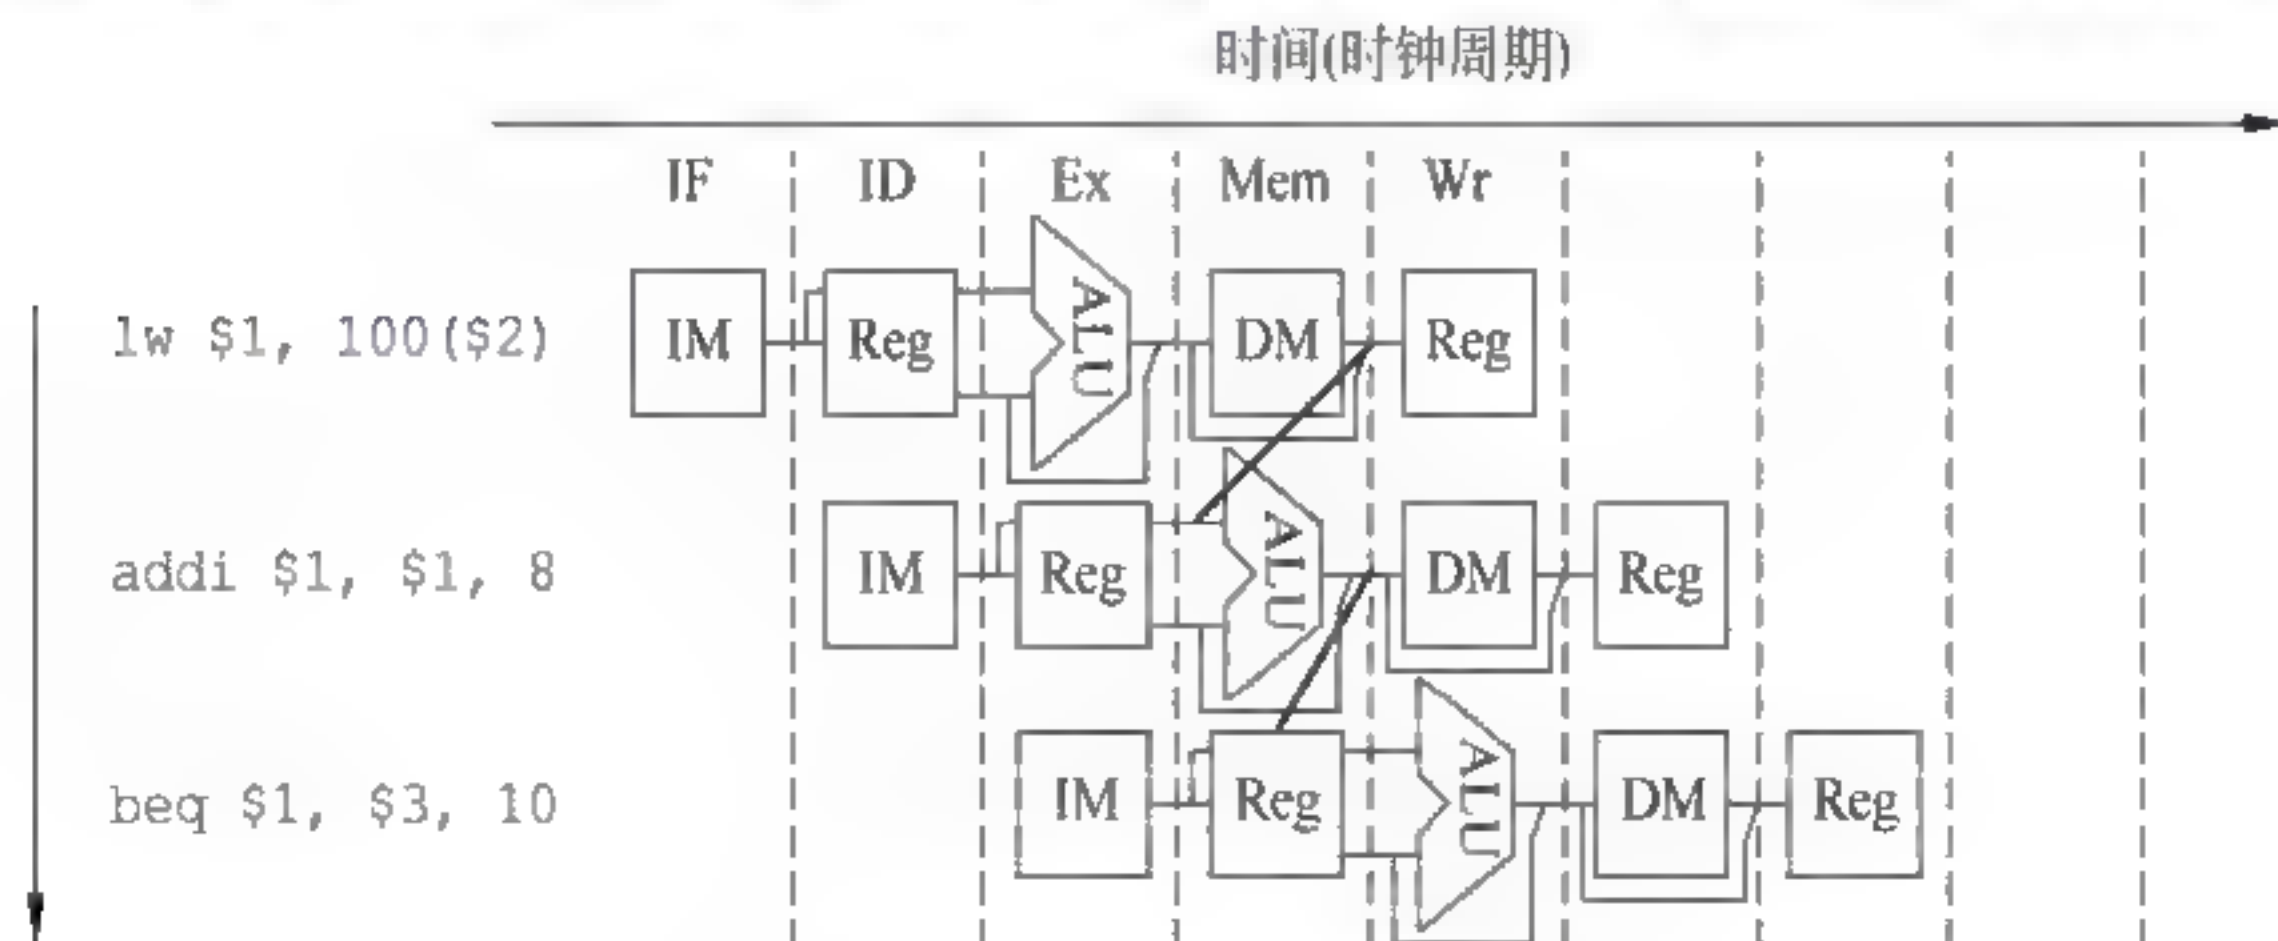 时间(时钟周期)
IF ID Ex Mem Wr
lw $1, 100($2) IM Reg ALU DM Reg
addi $1, $1, 8 IM Reg ALU DM Reg
beq $1, $3, 10 IM Reg ALU DM Reg